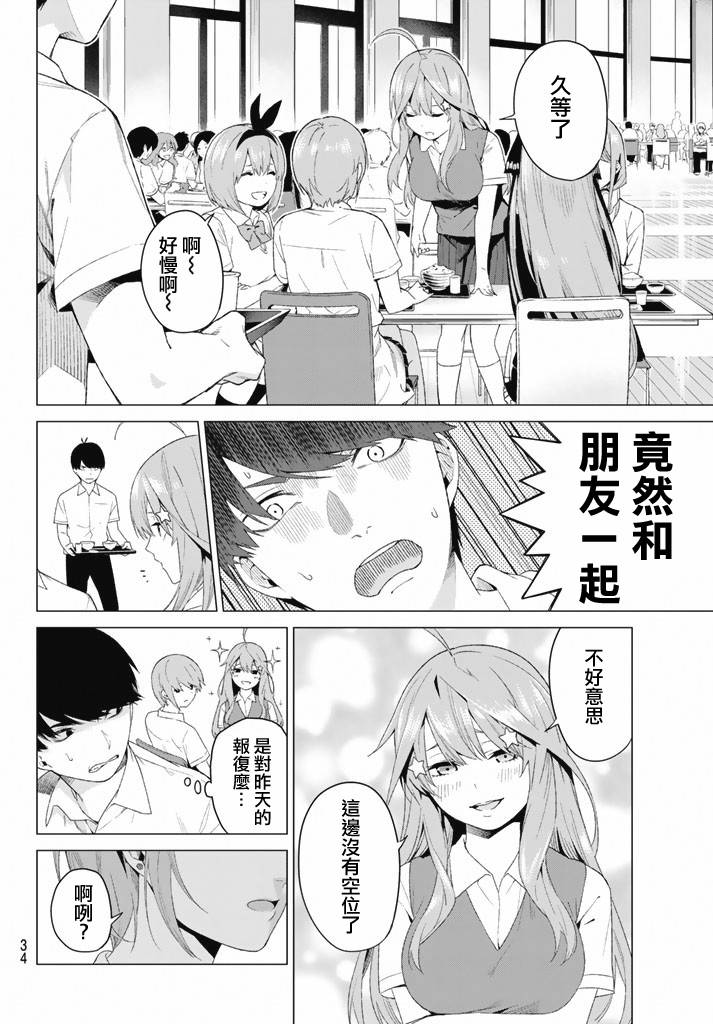 久等了
啊～
好慢啊～
竟然和
朋友一起
不好意思
這邊沒有空位了
是對昨天的
報復麼…
啊咧？
34